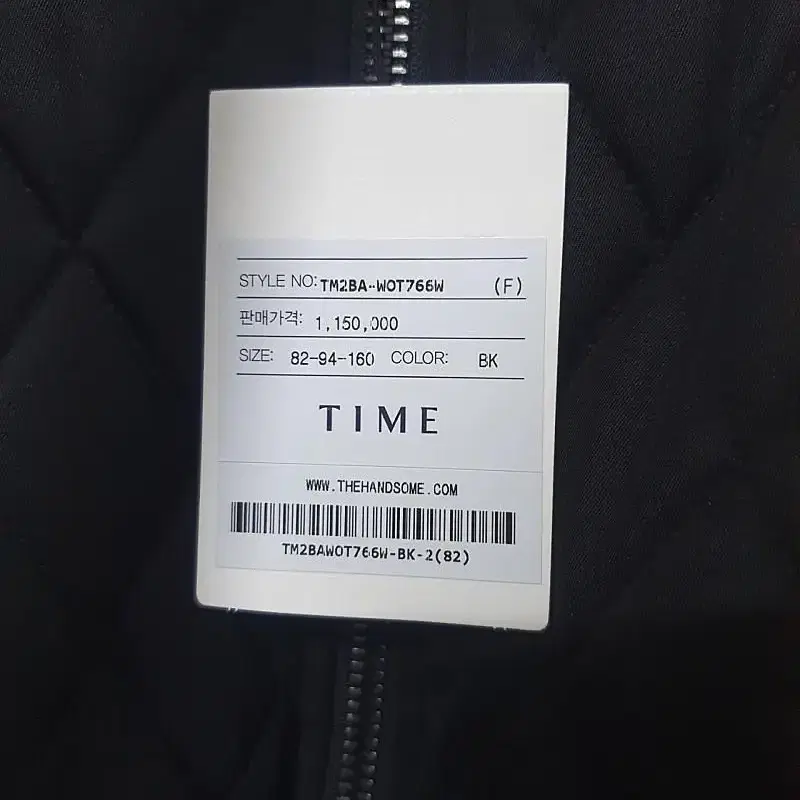 STYLE NO: TM2BA-WOT766W (F)
판매가격: 1,150,000
SIZE: 82-94-160 COLOR: BK
TIME
WWW.THEHANDSOME.COM
TM2BAWOT766W-BK-2(82)